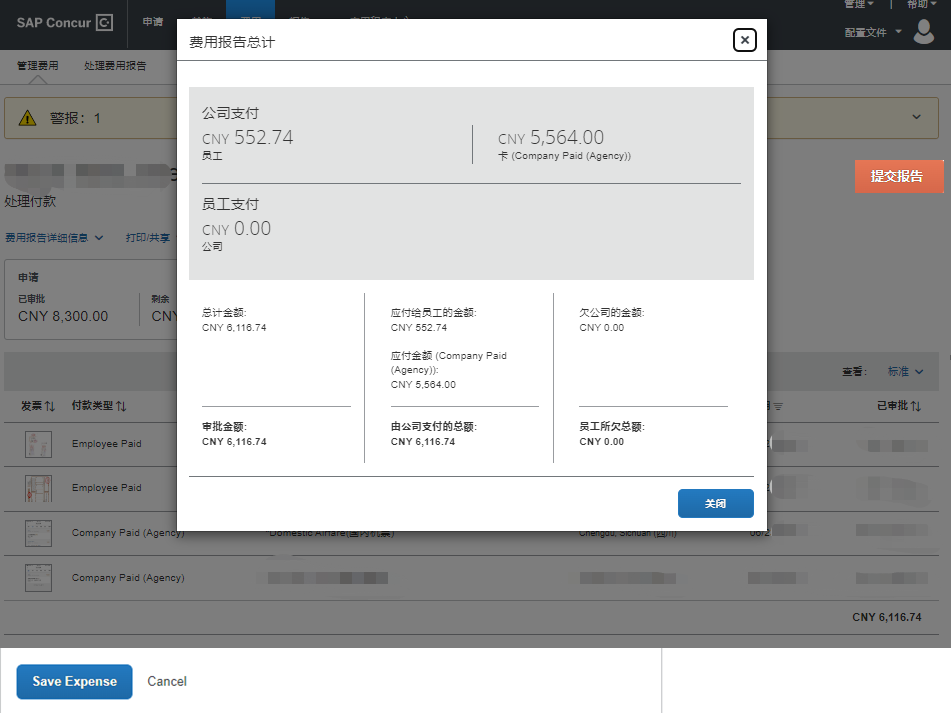 SAP Concur C
申请
管理
帮助
配置文件
管理费用 处理费用报告
警报：1
提交报告
处理付款
费用报告详细信息 打印/共享
申请
已审批 剩余
CNY 8,300.00 CNY
查看: 标准
发票 付款类型 已审批
Employee Paid
Employee Paid
Company Paid (Agency) Domestic Airfare(国内机票) Chengdu, Sichuan (四川) 06/2
Company Paid (Agency)
CNY 6,116.74
费用报告总计
公司支付
CNY 552.74 CNY 5,564.00
员工 卡 (Company Paid (Agency))
员工支付
CNY 0.00
公司
总计金额: 应付给员工的金额: 欠公司的金额:
CNY 6,116.74 CNY 552.74 CNY 0.00
应付金额 (Company Paid
(Agency)):
CNY 5,564.00
审批金额: 由公司支付的总额: 员工所欠总额:
CNY 6,116.74 CNY 6,116.74 CNY 0.00
关闭
Save Expense Cancel